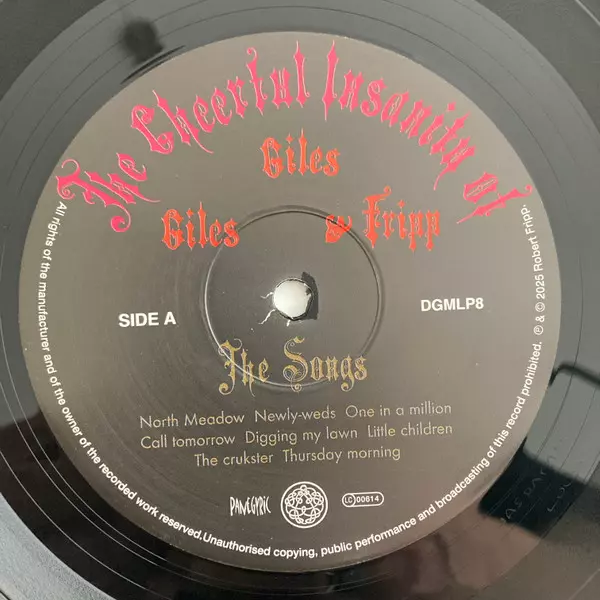 The Cheerful Insanity of
Giles
Giles & Fripp
SIDE A
DGMLP8
The Songs
North Meadow Newly-weds One in a million
Call tomorrow Digging my lawn Little children
The crukster Thursday morning
PANEGYRIC
LC 00614
All rights of the manufacturer and of the owner of the recorded work reserved.Unauthorised copying, public performance and broadcasting of this record prohibited. ℗ & © 2025 Robert Fripp.